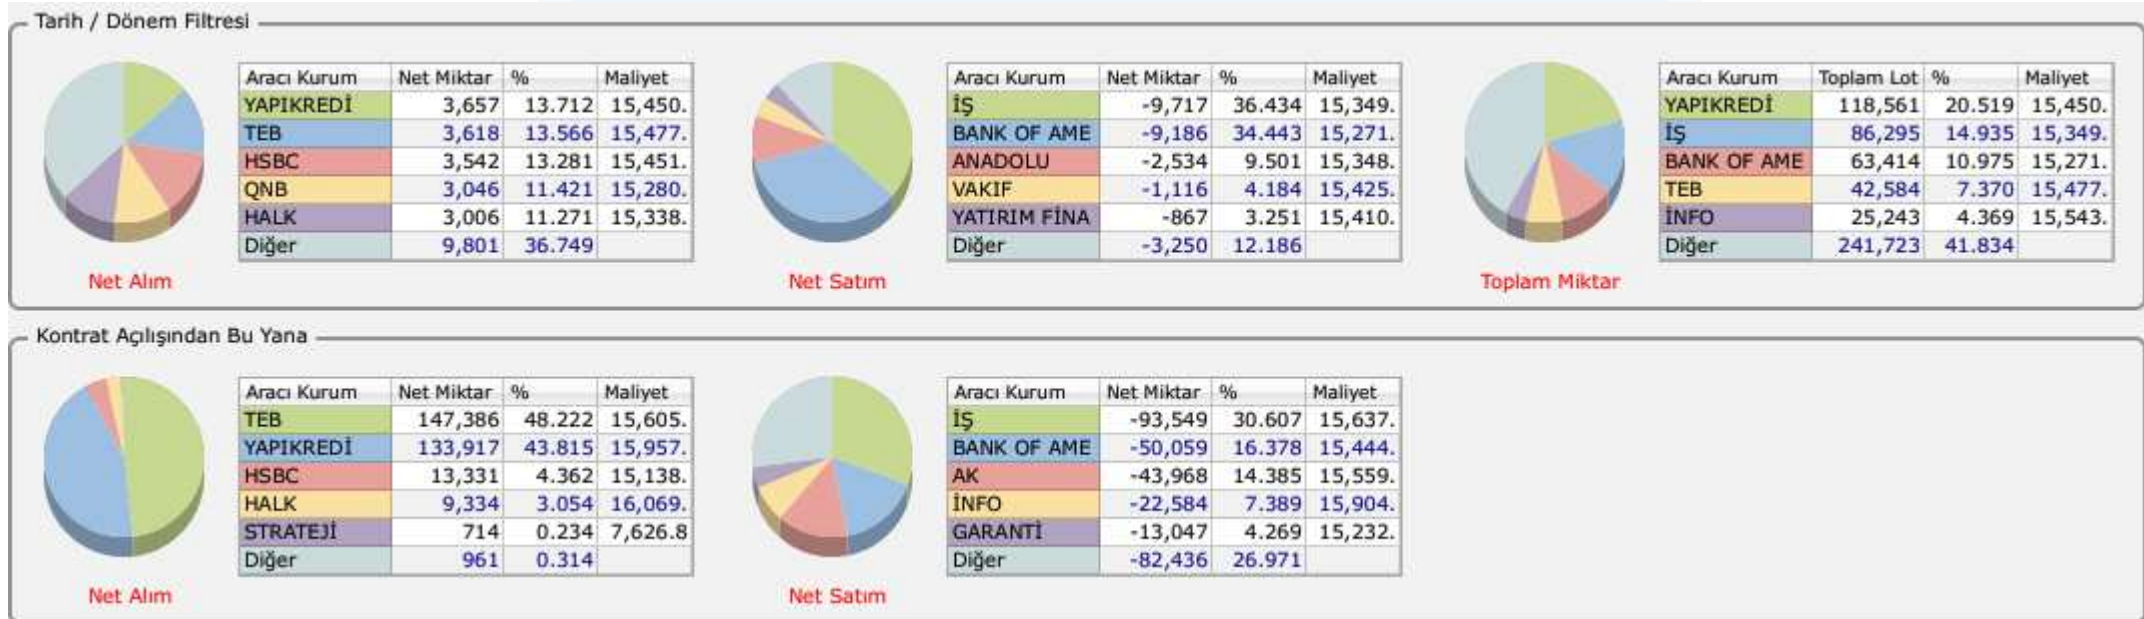 Tarih / Dönem Filtresi
Aracı Kurum Net Miktar % Maliyet
YAPIKREDİ 3,657 13.712 15,450.
TEB 3,618 13.566 15,477.
HSBC 3,542 13.281 15,451.
QNB 3,046 11.421 15,280.
HALK 3,006 11.271 15,338.
Diğer 9,801 36.749
Net Alım
Aracı Kurum Net Miktar % Maliyet
İŞ -9,717 36.434 15,349.
BANK OF AME -9,186 34.443 15,271.
ANADOLU -2,534 9.501 15,348.
VAKIF -1,116 4.184 15,425.
YATIRIM FİNA -867 3.251 15,410.
Diğer -3,250 12.186
Net Satım
Aracı Kurum Toplam Lot % Maliyet
YAPIKREDİ 118,561 20.519 15,450.
İŞ 86,295 14.935 15,349.
BANK OF AME 63,414 10.975 15,271.
TEB 42,584 7.370 15,477.
İNFO 25,243 4.369 15,543.
Diğer 241,723 41.834
Toplam Miktar
Kontrat Açılışından Bu Yana
Aracı Kurum Net Miktar % Maliyet
TEB 147,386 48.222 15,605.
YAPIKREDİ 133,917 43.815 15,957.
HSBC 13,331 4.362 15,138.
HALK 9,334 3.054 16,069.
STRATEJİ 714 0.234 7,626.8
Diğer 961 0.314
Net Alım
Aracı Kurum Net Miktar % Maliyet
İŞ -93,549 30.607 15,637.
BANK OF AME -50,059 16.378 15,444.
AK -43,968 14.385 15,559.
İNFO -22,584 7.389 15,904.
GARANTİ -13,047 4.269 15,232.
Diğer -82,436 26.971
Net Satım